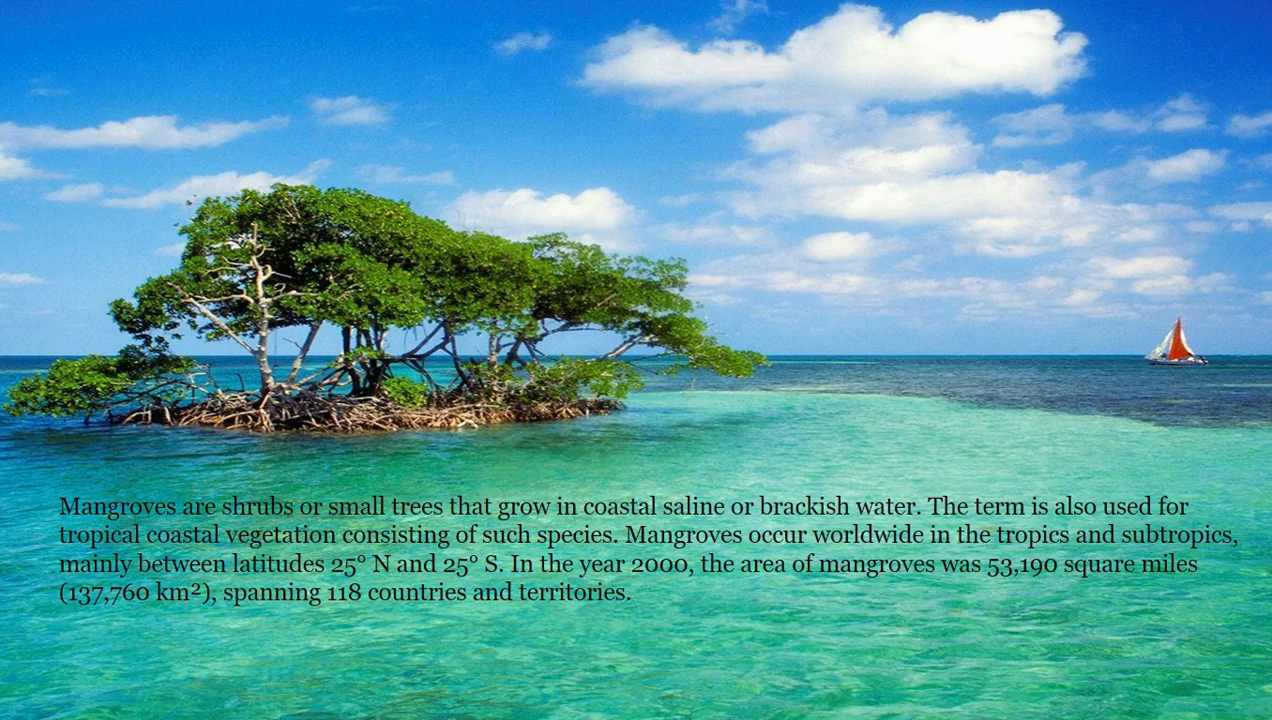 Mangroves are shrubs or small trees that grow in coastal saline or brackish water. The term is also used for
tropical coastal vegetation consisting of such species. Mangroves occur worldwide in the tropics and subtropics,
mainly between latitudes 25° N and 25° S. In the year 2000, the area of mangroves was 53,190 square miles
(137,760 km²), spanning 118 countries and territories.